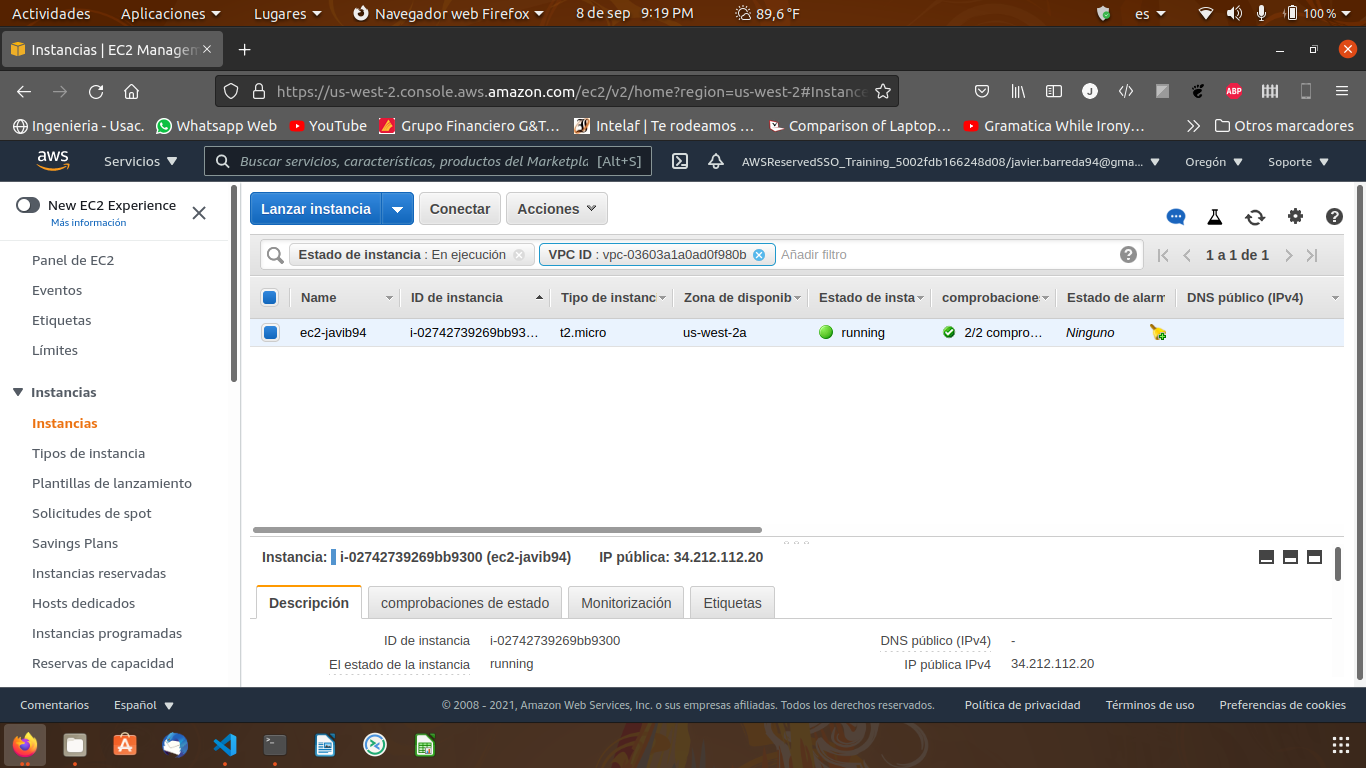 Actividades Aplicaciones Lugares Navegador web Firefox 8 de sep 9:19 PM 89,6 °F es 100 %
Instancias | EC2 Managem
https://us-west-2.console.aws.amazon.com/ec2/v2/home?region=us-west-2#Instance
Ingenieria - Usac. Whatsapp Web YouTube Grupo Financiero G&T… Intelaf | Te rodeamos … Comparison of Laptop… Gramatica While Irony… Otros marcadores
aws Servicios Buscar servicios, características, productos del Marketpla [Alt+S] AWSReservedSSO_Training_5002fdb166248d08/javier.barreda94@gma... Oregón Soporte
New EC2 Experience
Más información
Panel de EC2
Eventos
Etiquetas
Límites
Instancias
Instancias
Tipos de instancia
Plantillas de lanzamiento
Solicitudes de spot
Savings Plans
Instancias reservadas
Hosts dedicados
Instancias programadas
Reservas de capacidad
Lanzar instancia Conectar Acciones
Estado de instancia : En ejecución VPC ID : vpc-03603a1a0ad0f980b Añadir filtro 1 a 1 de 1
Name ID de instancia Tipo de instanc Zona de disponib Estado de insta comprobacione Estado de alarm DNS público (IPv4)
ec2-javib94 i-02742739269bb93… t2.micro us-west-2a running 2/2 compro… Ninguno
Instancia: i-02742739269bb9300 (ec2-javib94) IP pública: 34.212.112.20
Descripción comprobaciones de estado Monitorización Etiquetas
ID de instancia i-02742739269bb9300 DNS público (IPv4) -
El estado de la instancia running IP pública IPv4 34.212.112.20
Comentarios Español © 2008 - 2021, Amazon Web Services, Inc. o sus empresas afiliadas. Todos los derechos reservados. Política de privacidad Términos de uso Preferencias de cookies